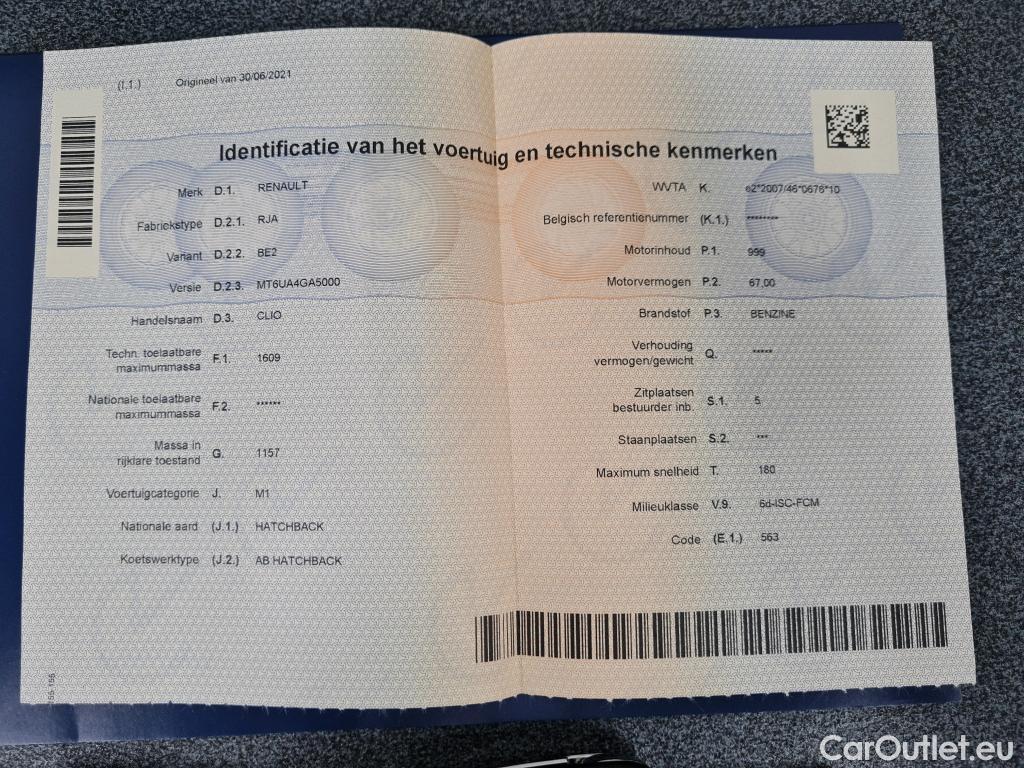 (I.1.) Origineel van 30/06/2021
Identificatie van het voertuig en technische kenmerken
Merk D.1. RENAULT
Fabriekstype D.2.1. RJA
Variant D.2.2. BE2
Versie D.2.3. MT6UA4GA5000
Handelsnaam D.3. CLIO
Techn. toelaatbare
maximummassa F.1. 1609
Nationale toelaatbare
maximummassa F.2. ******
Massa in
rijklare toestand G. 1157
Voertuigcategorie J. M1
Nationale aard (J.1.) HATCHBACK
Koetswerktype (J.2.) AB HATCHBACK
WVTA K. e2*2007/46*0676*10
Belgisch referentienummer (K.1.) ********
Motorinhoud P.1. 999
Motorvermogen P.2. 67,00
Brandstof P.3. BENZINE
Verhouding
vermogen/gewicht Q. *****
Zitplaatsen
bestuurder inb. S.1. 5
Staanplaatsen S.2. ***
Maximum snelheid T. 180
Milieuklasse V.9. 6d-ISC-FCM
Code (E.1.) 563
CarOutlet.eu